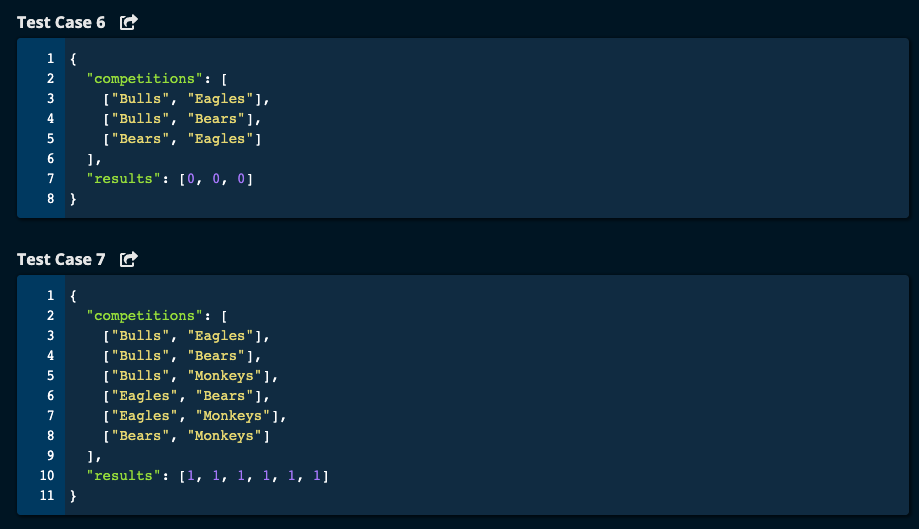 Test Case 6
1 {
2 "competitions": [
3 ["Bulls", "Eagles"],
4 ["Bulls", "Bears"],
5 ["Bears", "Eagles"]
6 ],
7 "results": [0, 0, 0]
8 }
Test Case 7
1 {
2 "competitions": [
3 ["Bulls", "Eagles"],
4 ["Bulls", "Bears"],
5 ["Bulls", "Monkeys"],
6 ["Eagles", "Bears"],
7 ["Eagles", "Monkeys"],
8 ["Bears", "Monkeys"]
9 ],
10 "results": [1, 1, 1, 1, 1, 1]
11 }